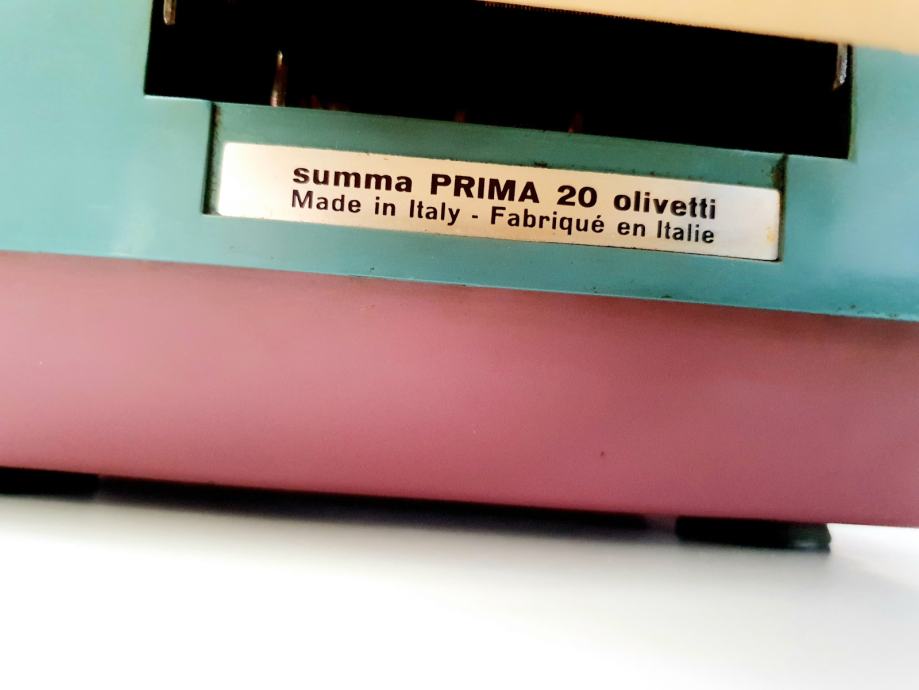 summa PRIMA 20 olivetti
Made in Italy - Fabriqué en Italie